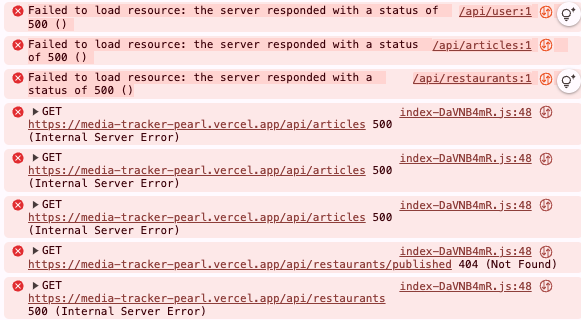 Failed to load resource: the server responded with a status of /api/user:1
500 ()
Failed to load resource: the server responded with a status /api/articles:1
of 500 ()
Failed to load resource: the server responded with a /api/restaurants:1
status of 500 ()
GET index-DaVNB4mR.js:48
https://media-tracker-pearl.vercel.app/api/articles 500
(Internal Server Error)
GET index-DaVNB4mR.js:48
https://media-tracker-pearl.vercel.app/api/articles 500
(Internal Server Error)
GET index-DaVNB4mR.js:48
https://media-tracker-pearl.vercel.app/api/articles 500
(Internal Server Error)
GET index-DaVNB4mR.js:48
https://media-tracker-pearl.vercel.app/api/restaurants/published 404 (Not Found)
GET index-DaVNB4mR.js:48
https://media-tracker-pearl.vercel.app/api/restaurants
500 (Internal Server Error)